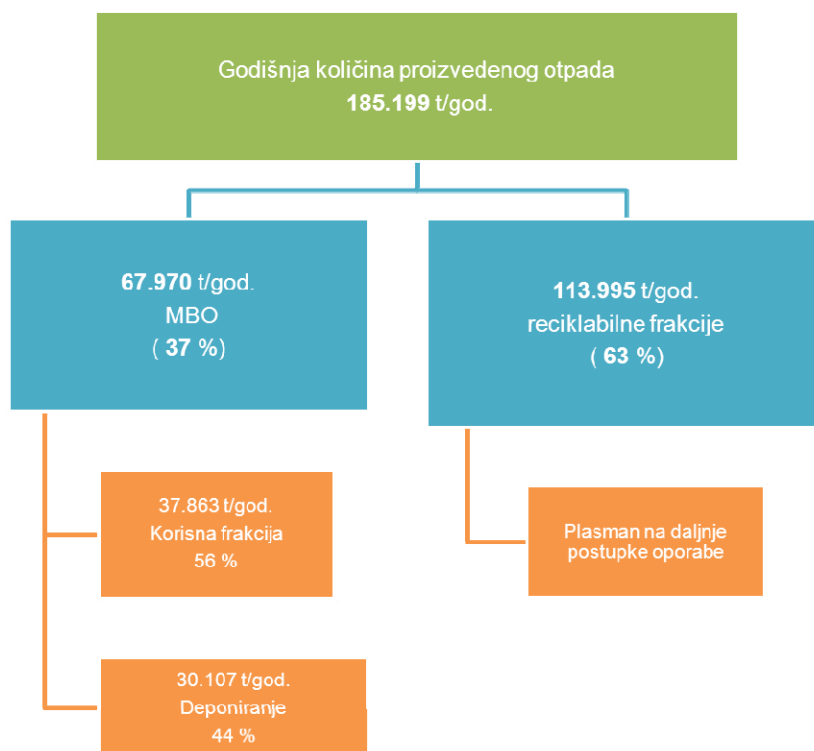 Godišnja količina proizvedenog otpada
185.199 t/god.
67.970 t/god.
MBO
( 37 %)
113.995 t/god.
reciklabilne frakcije
( 63 %)
37.863 t/god.
Korisna frakcija
56 %
Plasman na daljnje
postupke oporabe
30.107 t/god.
Deponiranje
44 %